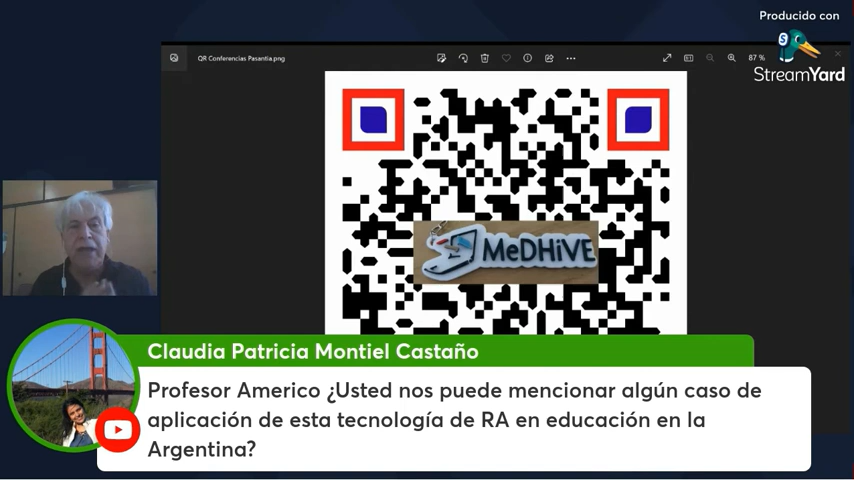 Producido con
StreamYard
QR Conferencias Pasantía.png
87 %
MeDHiVE
Claudia Patricia Montiel Castaño
Profesor Americo ¿Usted nos puede mencionar algún caso de
aplicación de esta tecnología de RA en educación en la
Argentina?